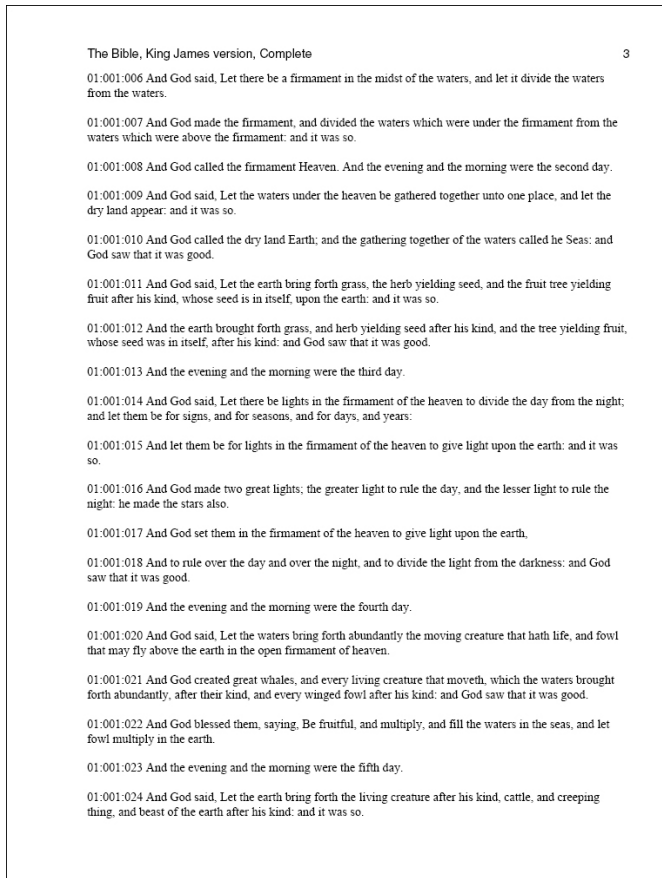 The Bible, King James version, Complete 3
01:001:006 And God said, Let there be a firmament in the midst of the waters, and let it divide the waters
from the waters.
01:001:007 And God made the firmament, and divided the waters which were under the firmament from the
waters which were above the firmament: and it was so.
01:001:008 And God called the firmament Heaven. And the evening and the morning were the second day.
01:001:009 And God said, Let the waters under the heaven be gathered together unto one place, and let the
dry land appear: and it was so.
01:001:010 And God called the dry land Earth; and the gathering together of the waters called he Seas: and
God saw that it was good.
01:001:011 And God said, Let the earth bring forth grass, the herb yielding seed, and the fruit tree yielding
fruit after his kind, whose seed is in itself, upon the earth: and it was so.
01:001:012 And the earth brought forth grass, and herb yielding seed after his kind, and the tree yielding fruit,
whose seed was in itself, after his kind: and God saw that it was good.
01:001:013 And the evening and the morning were the third day.
01:001:014 And God said, Let there be lights in the firmament of the heaven to divide the day from the night;
and let them be for signs, and for seasons, and for days, and years:
01:001:015 And let them be for lights in the firmament of the heaven to give light upon the earth: and it was
so.
01:001:016 And God made two great lights; the greater light to rule the day, and the lesser light to rule the
night: he made the stars also.
01:001:017 And God set them in the firmament of the heaven to give light upon the earth,
01:001:018 And to rule over the day and over the night, and to divide the light from the darkness: and God
saw that it was good.
01:001:019 And the evening and the morning were the fourth day.
01:001:020 And God said, Let the waters bring forth abundantly the moving creature that hath life, and fowl
that may fly above the earth in the open firmament of heaven.
01:001:021 And God created great whales, and every living creature that moveth, which the waters brought
forth abundantly, after their kind, and every winged fowl after his kind: and God saw that it was good.
01:001:022 And God blessed them, saying, Be fruitful, and multiply, and fill the waters in the seas, and let
fowl multiply in the earth.
01:001:023 And the evening and the morning were the fifth day.
01:001:024 And God said, Let the earth bring forth the living creature after his kind, cattle, and creeping
thing, and beast of the earth after his kind: and it was so.